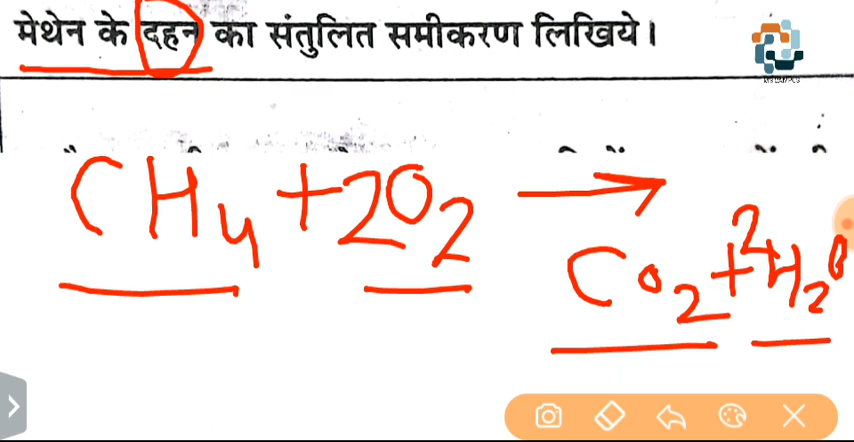 मेथेन के दहन का संतुलित समीकरण लिखिये।
CH4 + 2O2 →
CO2 + 2H2O